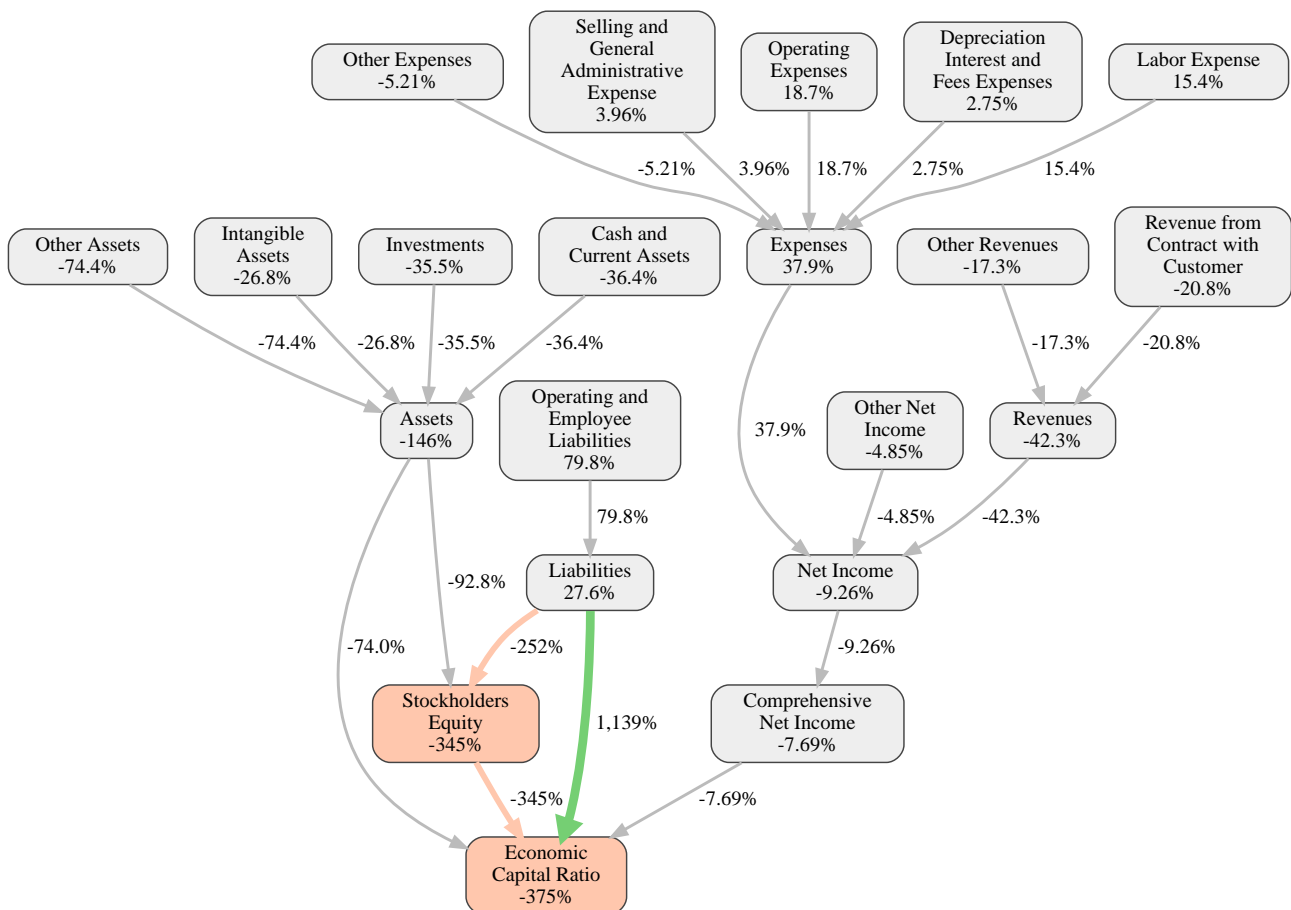 Other Expenses
-5.21%
Selling and
General
Administrative
Expense
3.96%
Operating
Expenses
18.7%
Depreciation
Interest and
Fees Expenses
2.75%
Labor Expense
15.4%
-5.21%
3.96%
18.7%
2.75%
15.4%
Other Assets
-74.4%
Intangible
Assets
-26.8%
Investments
-35.5%
Cash and
Current Assets
-36.4%
Expenses
37.9%
Other Revenues
-17.3%
Revenue from
Contract with
Customer
-20.8%
-74.4%
-26.8%
-35.5%
-36.4%
-17.3%
-20.8%
Assets
-146%
Operating and
Employee
Liabilities
79.8%
37.9%
Other Net
Income
-4.85%
Revenues
-42.3%
79.8%
-4.85%
-42.3%
-92.8%
Liabilities
27.6%
Net Income
-9.26%
-74.0%
-252%
-9.26%
Stockholders
Equity
-345%
1,139%
Comprehensive
Net Income
-7.69%
-345%
-7.69%
Economic
Capital Ratio
-375%